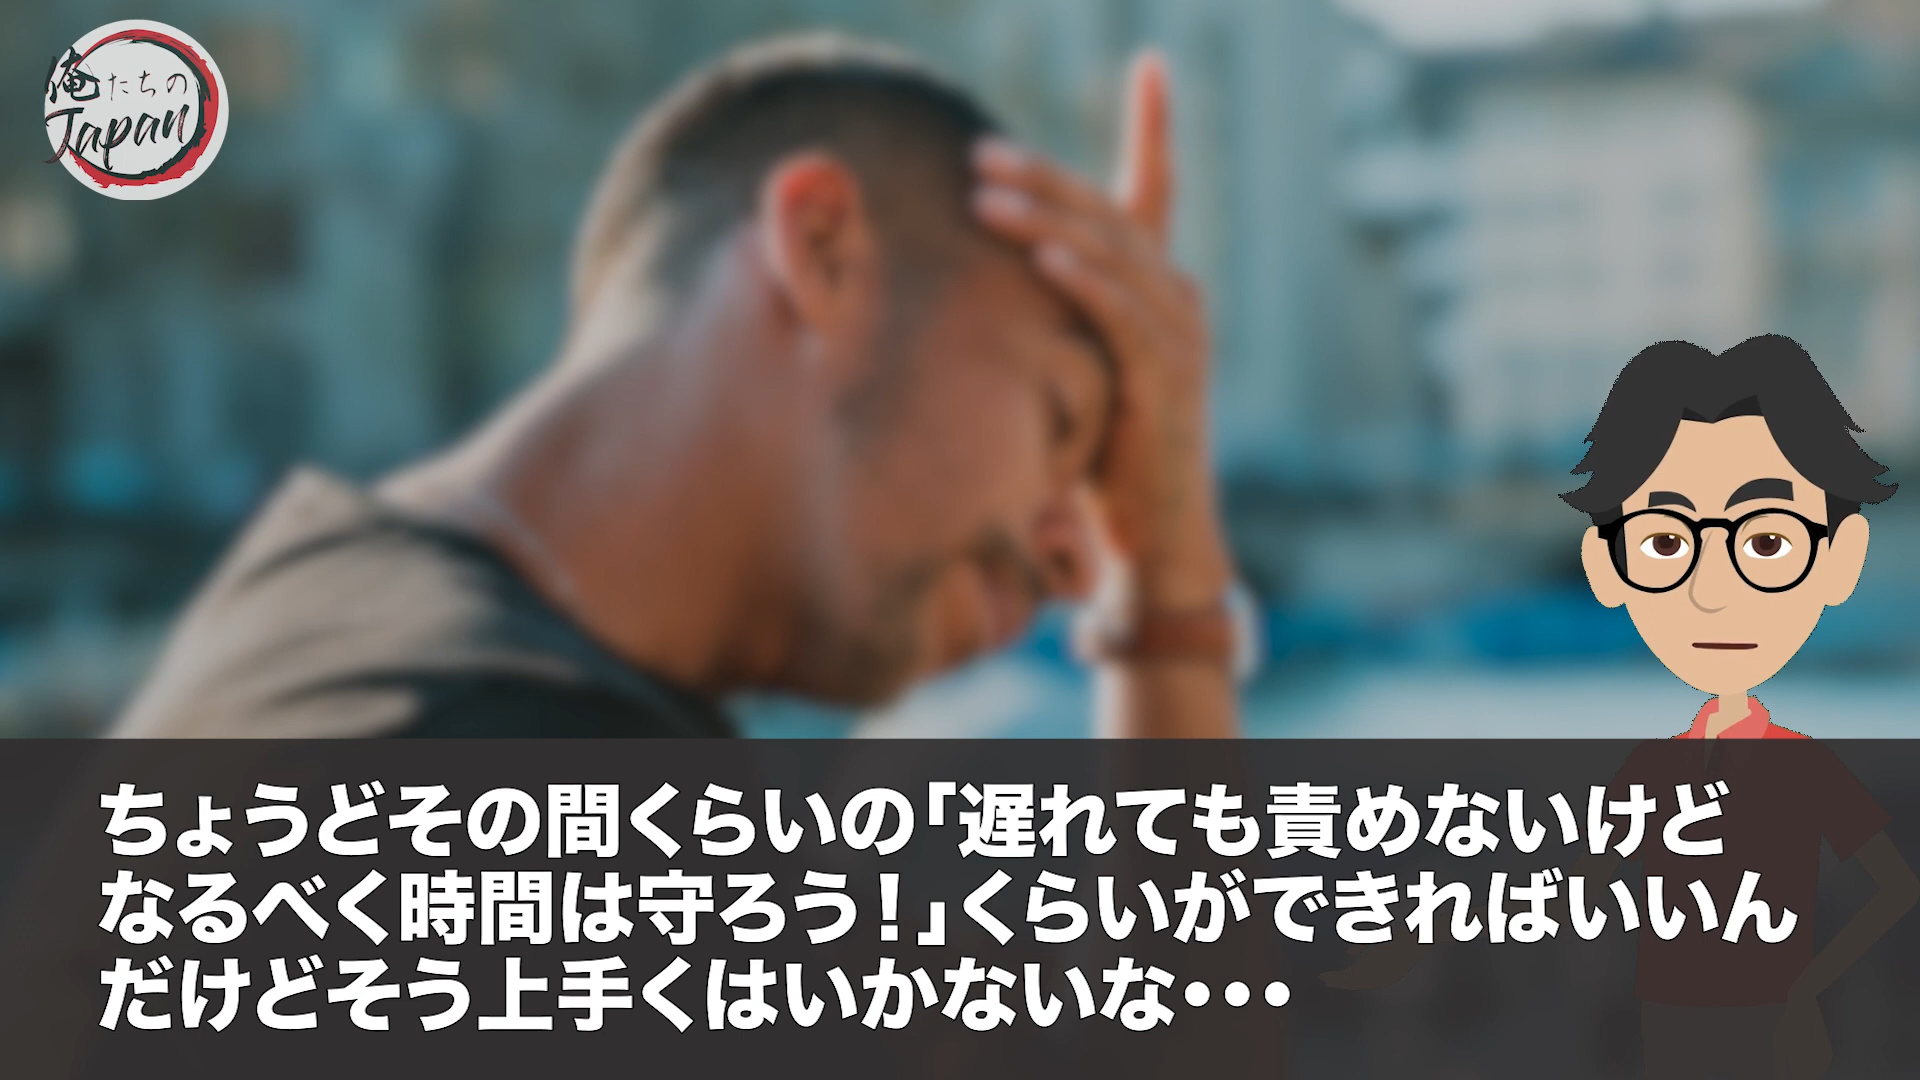 俺たちの
Japan
ちょうどその間くらいの「遅れても責めないけど
なるべく時間は守ろう！」くらいができればいいん
だけどそう上手くはいかないな・・・